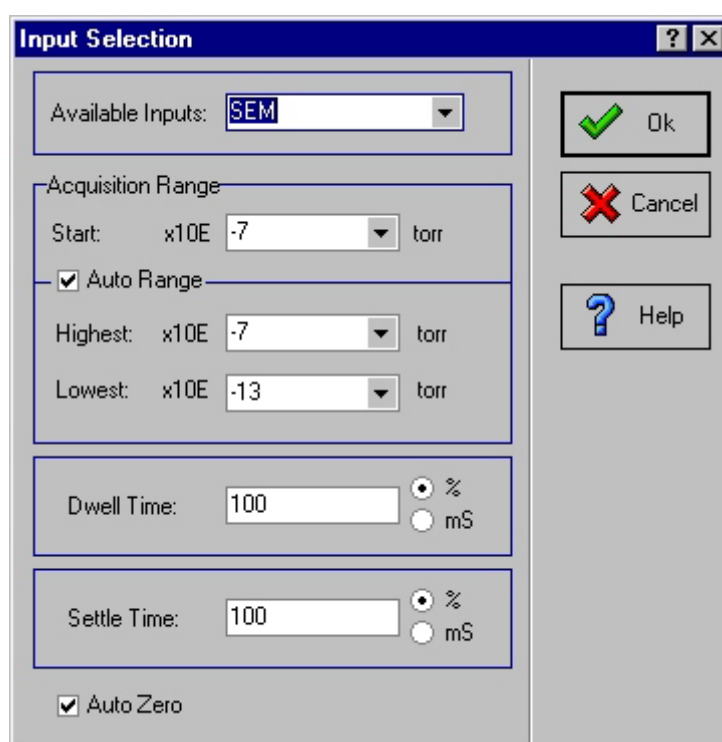 Input Selection
Available Inputs: SEM
Ok
Acquisition Range
Cancel
Start: x10E -7 torr
Auto Range
Help
Highest: x10E -7 torr
Lowest: x10E -13 torr
Dwell Time: 100 % mS
Settle Time: 100 % mS
Auto Zero